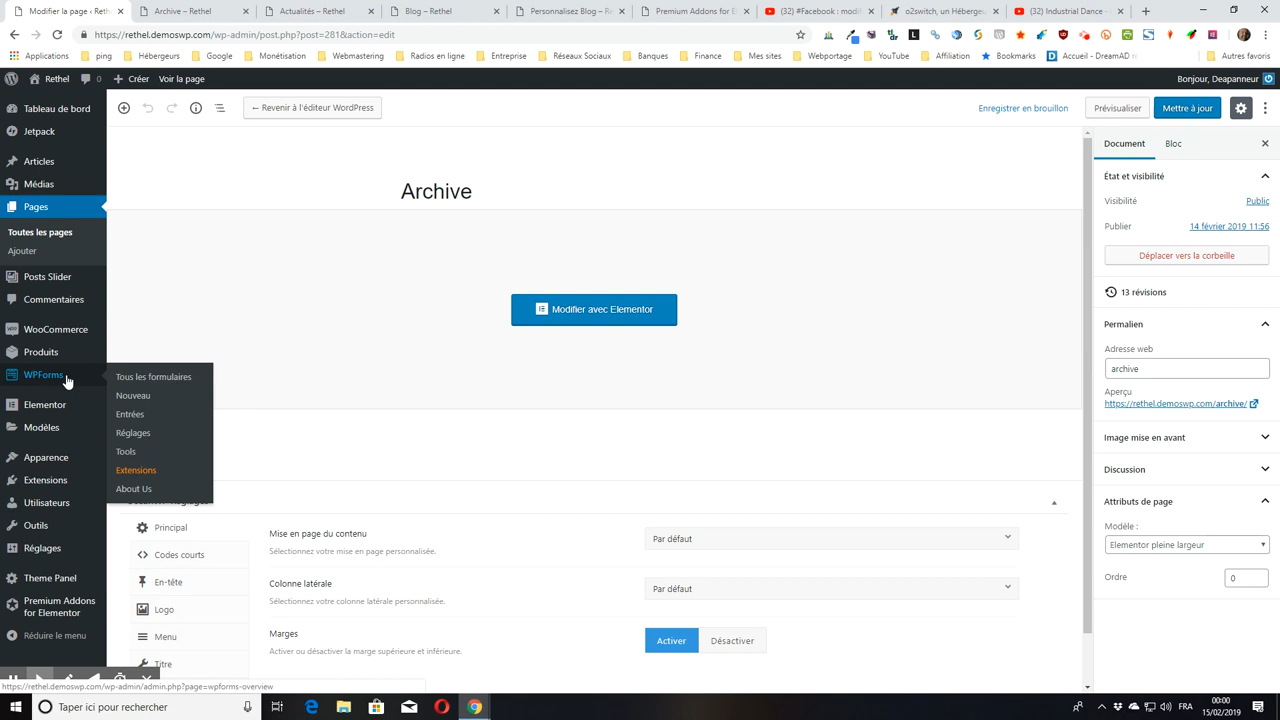 Modifier la page ‹ Rethel
Archive – Rethel
Actualités – Rethel
Blog – Rethel
Personnalisez Blog – Re
Premium Addons for E
(32) #Facebook : modif
o2switch, un Héberge
(32) Industrial Dance -
https://rethel.demoswp.com/wp-admin/post.php?post=281&action=edit
Applications
ping
Hébergeurs
Google
Monétisation
Webmastering
Radios en ligne
Entreprise
Réseaux Sociaux
Banques
Finance
Mes sites
Webportage
YouTube
Affiliation
Bookmarks
Accueil - DreamAD
Autres favoris
Rethel
0
Créer
Voir la page
Bonjour, Deapanneur
Tableau de bord
Jetpack
Articles
Médias
Pages
Toutes les pages
Ajouter
Posts Slider
Commentaires
WooCommerce
Produits
WPForms
Elementor
Modèles
Apparence
Extensions
Utilisateurs
Outils
Réglages
Theme Panel
Premium Addons
for Elementor
Réduire le menu
Tous les formulaires
Nouveau
Entrées
Réglages
Tools
Extensions
About Us
← Revenir à l'éditeur WordPress
Enregistrer en brouillon
Prévisualiser
Mettre à jour
Archive
Modifier avec Elementor
Principal
Codes courts
En-tête
Logo
Menu
Titre
Mise en page du contenu
Sélectionnez votre mise en page personnalisée.
Par défaut
Colonne latérale
Sélectionnez votre colonne latérale personnalisée.
Par défaut
Marges
Activer ou désactiver la marge supérieure et inférieure.
Activer
Désactiver
Document
Bloc
État et visibilité
Visibilité
Public
Publier
14 février 2019 11:56
Déplacer vers la corbeille
13 révisions
Permalien
Adresse web
archive
Aperçu
https://rethel.demoswp.com/archive/
Image mise en avant
Discussion
Attributs de page
Modèle :
Elementor pleine largeur
Ordre
0
https://rethel.demoswp.com/wp-admin/admin.php?page=wpforms-overview
Taper ici pour rechercher
FRA
00:00
15/02/2019